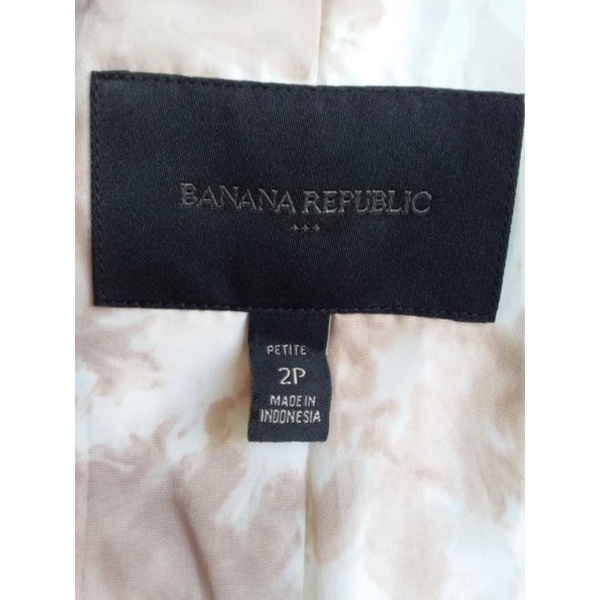 BANANA REPUBLIC
PETITE
2P
MADE IN
INDONESIA